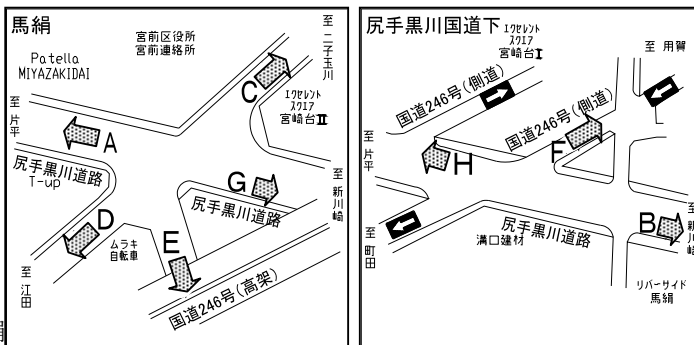 馬絹
至 二子玉川
宮前区役所
宮前連絡所
Patella
MIYAZAKIDAI
C
エクセレント
スクエア
宮崎台Ⅱ
至 片平
A
尻手黒川道路
T-up
G
至 新川崎
尻手黒川道路
D
ムラキ
自転車
E
至 江田
国道246号(高架)
尻手黒川国道下
エクセレント
スクエア
宮崎台Ⅰ
至 用賀
国道246号(側道)
国道246号(側道)
至 片平
H
F
B
至 新川崎
至 町田
尻手黒川道路
溝口建材
リバーサイド
馬絹